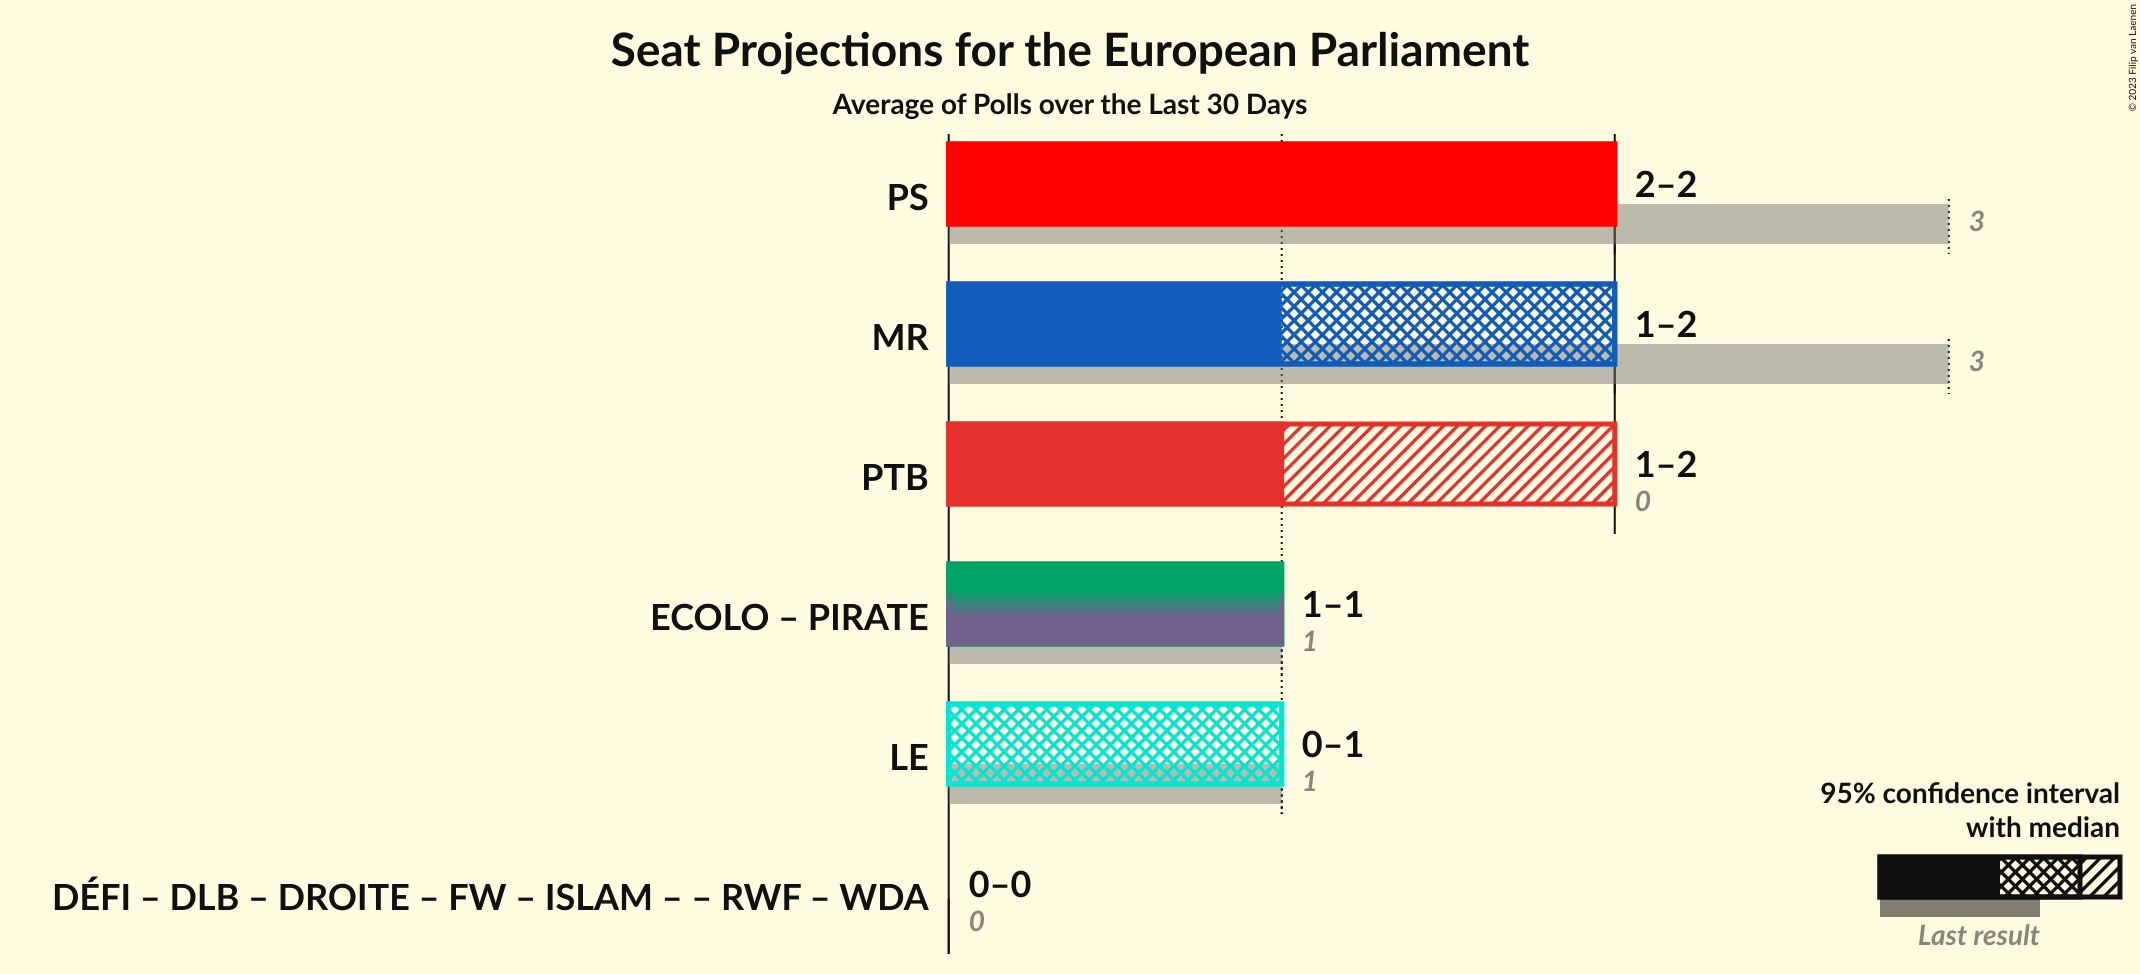 Seat Projections for the European Parliament
Average of Polls over the Last 30 Days
© 2023 Filip van Laenen
PS
2–2
3
MR
1–2
3
PTB
1–2
0
ECOLO – PIRATE
1–1
1
LE
0–1
1
DÉFI – DLB – DROITE – FW – ISLAM – – RWF – WDA
0–0
0
95% confidence interval
with median
Last result